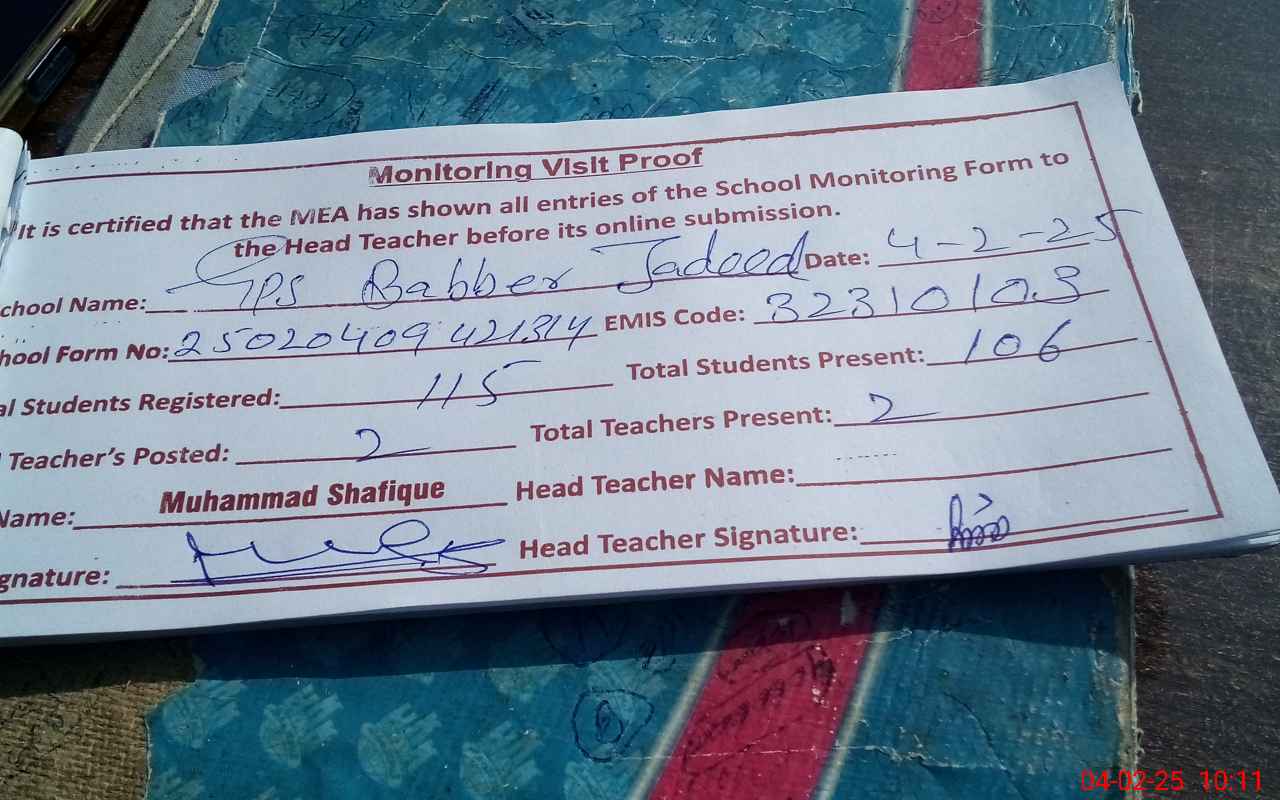 Monitoring Visit Proof
It is certified that the MEA has shown all entries of the School Monitoring Form to
the Head Teacher before its online submission.
chool Name: GPS Babber Jadeed Date: 4-2-25
hool Form No: 25020409421314 EMIS Code: 32310103
al Students Registered: 115 Total Students Present: 106
Teacher's Posted: 2 Total Teachers Present: 2
Name: Muhammad Shafique Head Teacher Name:
gnature: Head Teacher Signature:
04-02-25 10:11